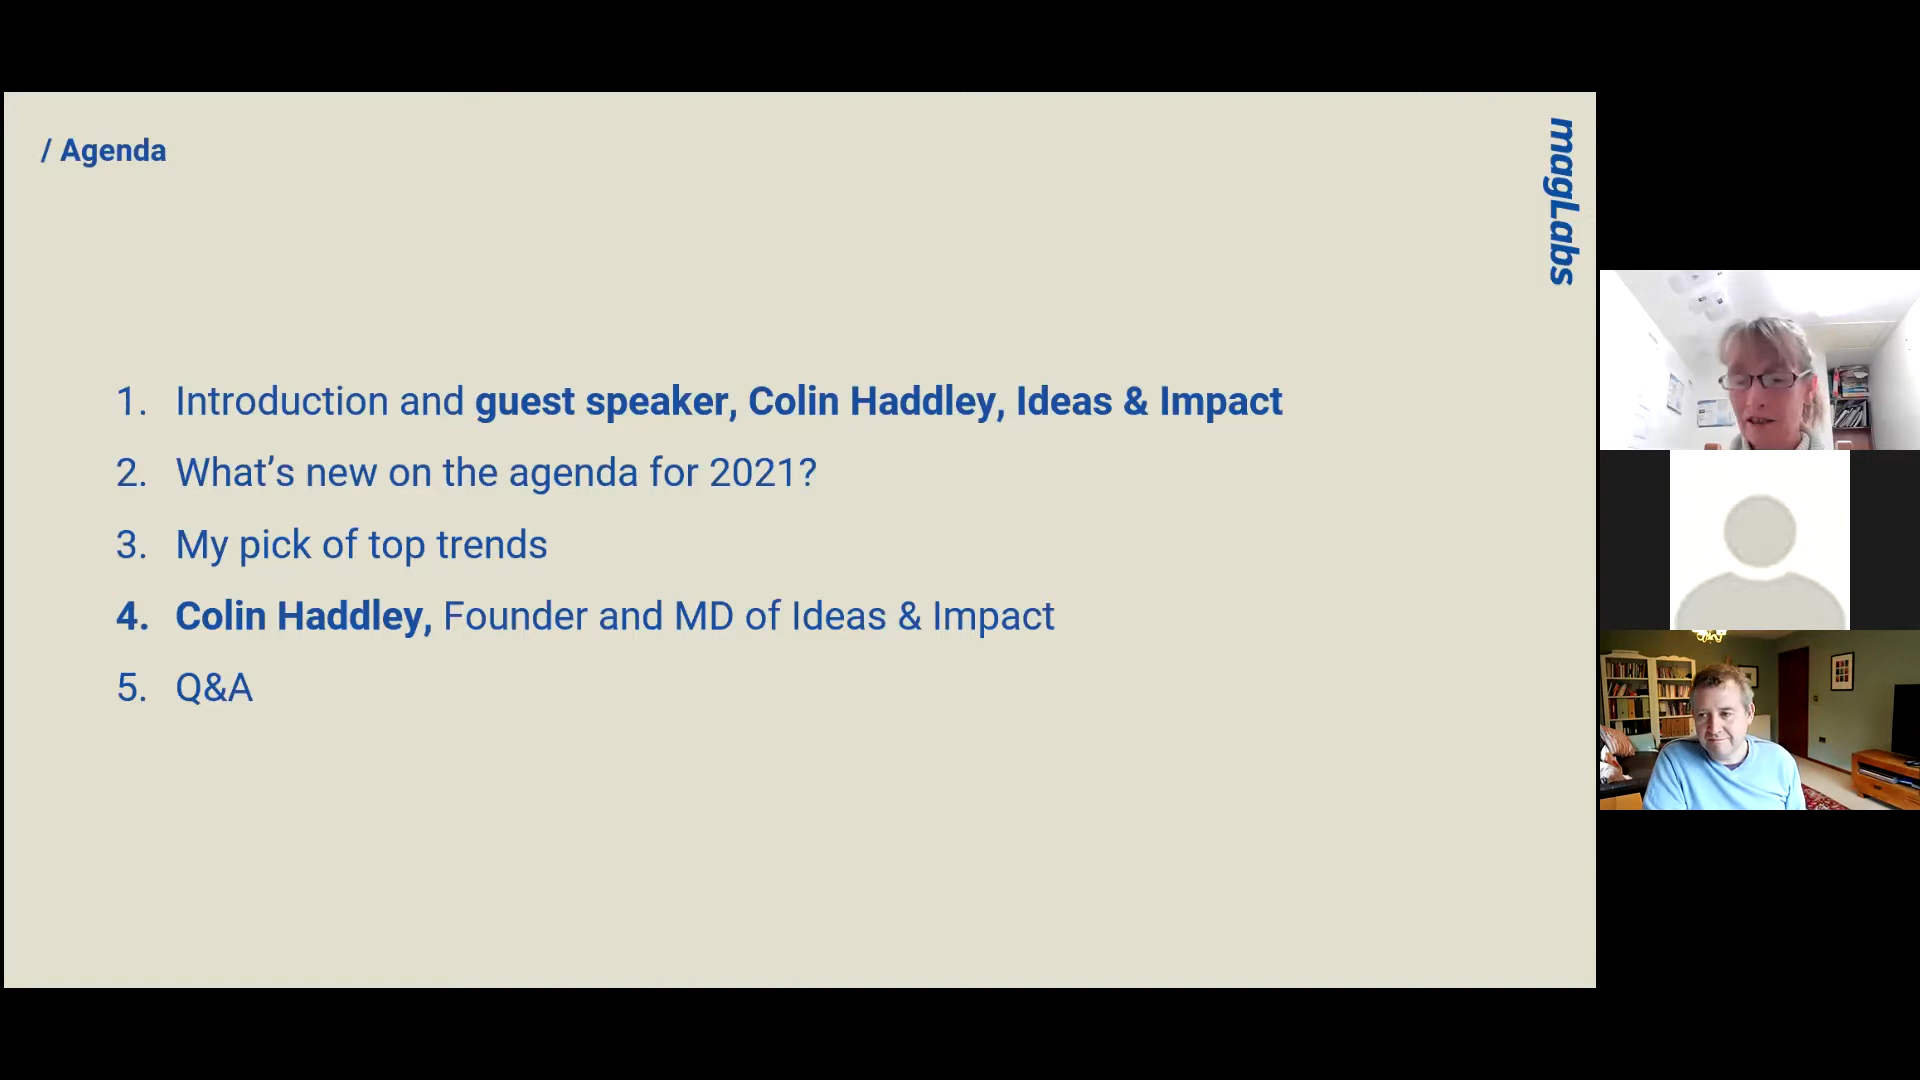 / Agenda
magLabs
1. Introduction and guest speaker, Colin Haddley, Ideas & Impact
2. What’s new on the agenda for 2021?
3. My pick of top trends
4. Colin Haddley, Founder and MD of Ideas & Impact
5. Q&A